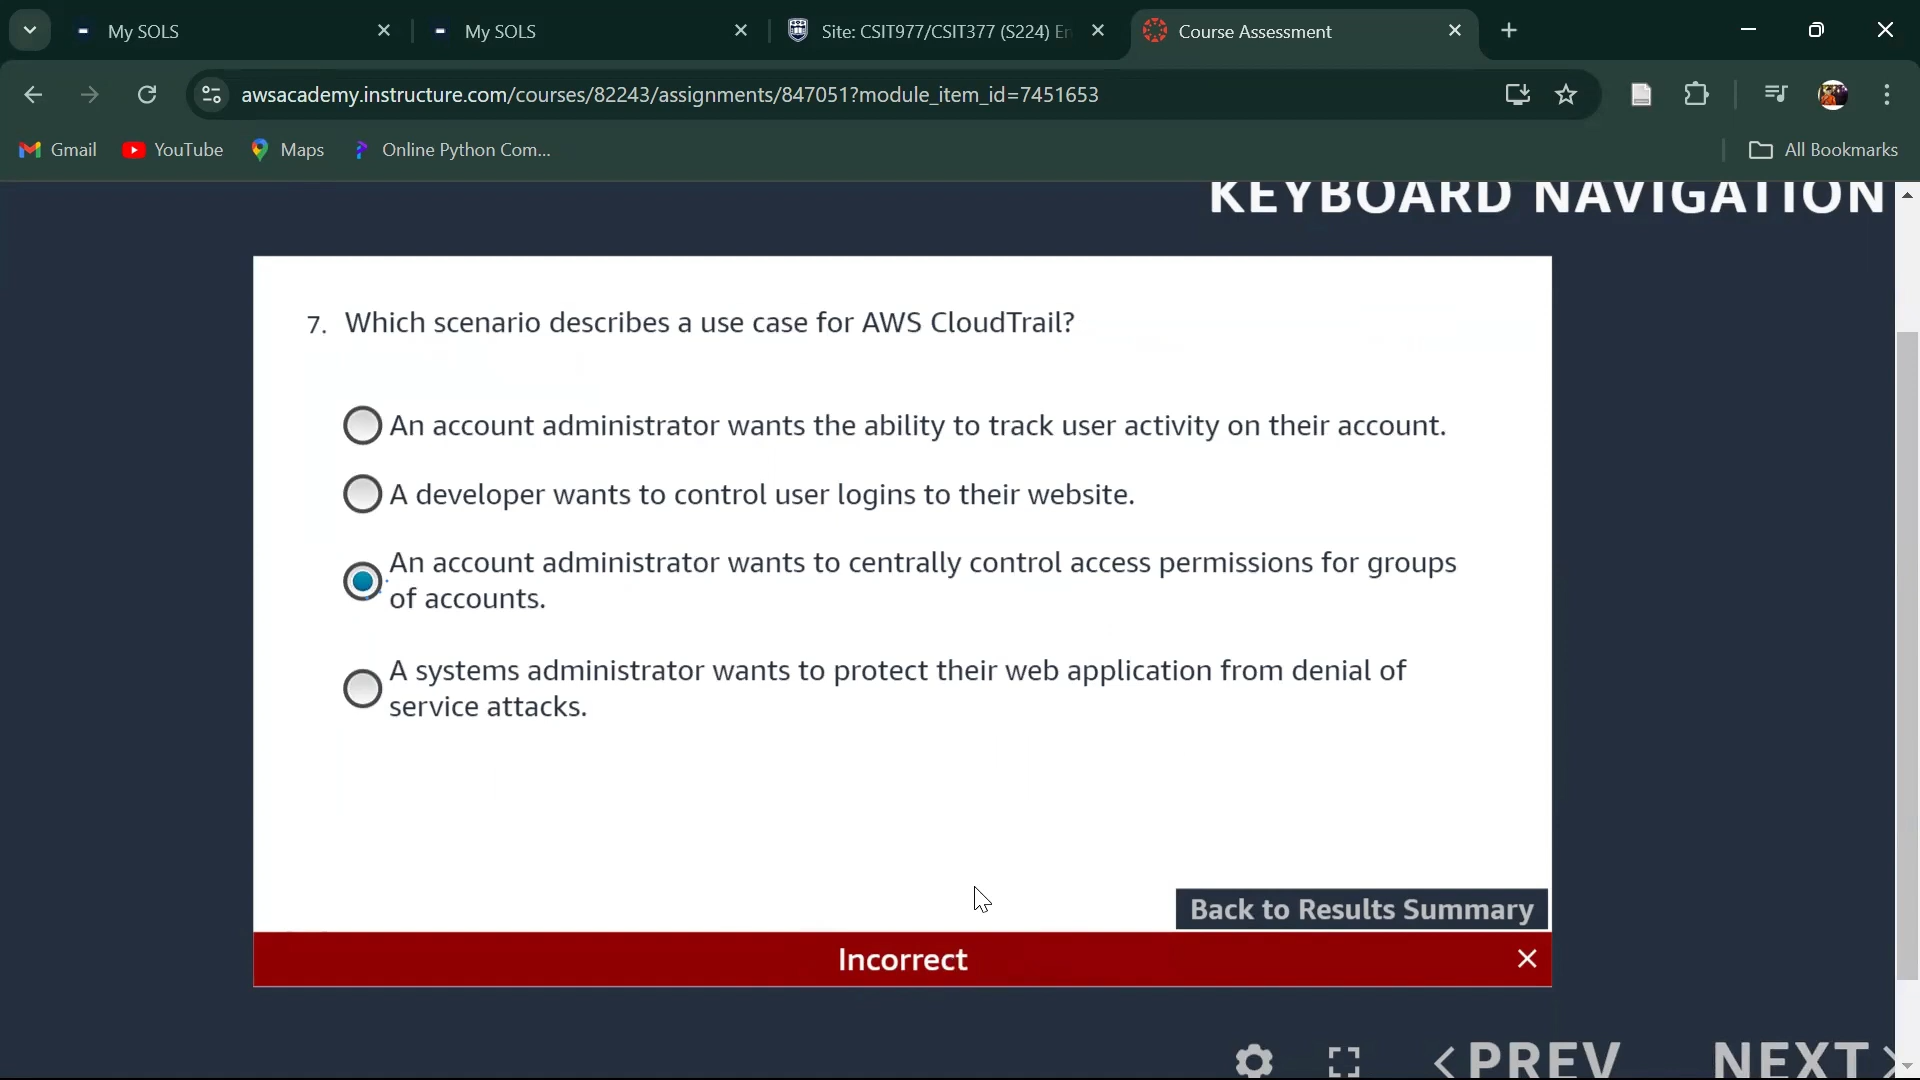 My SOLS
My SOLS
Site: CSIT977/CSIT377 (S224) En
Course Assessment
awsacademy.instructure.com/courses/82243/assignments/847051?module_item_id=7451653
Gmail
YouTube
Maps
Online Python Com...
All Bookmarks
KEYBOARD NAVIGATION
7. Which scenario describes a use case for AWS CloudTrail?
An account administrator wants the ability to track user activity on their account.
A developer wants to control user logins to their website.
An account administrator wants to centrally control access permissions for groups
of accounts.
A systems administrator wants to protect their web application from denial of
service attacks.
Back to Results Summary
Incorrect
PREV
NEXT